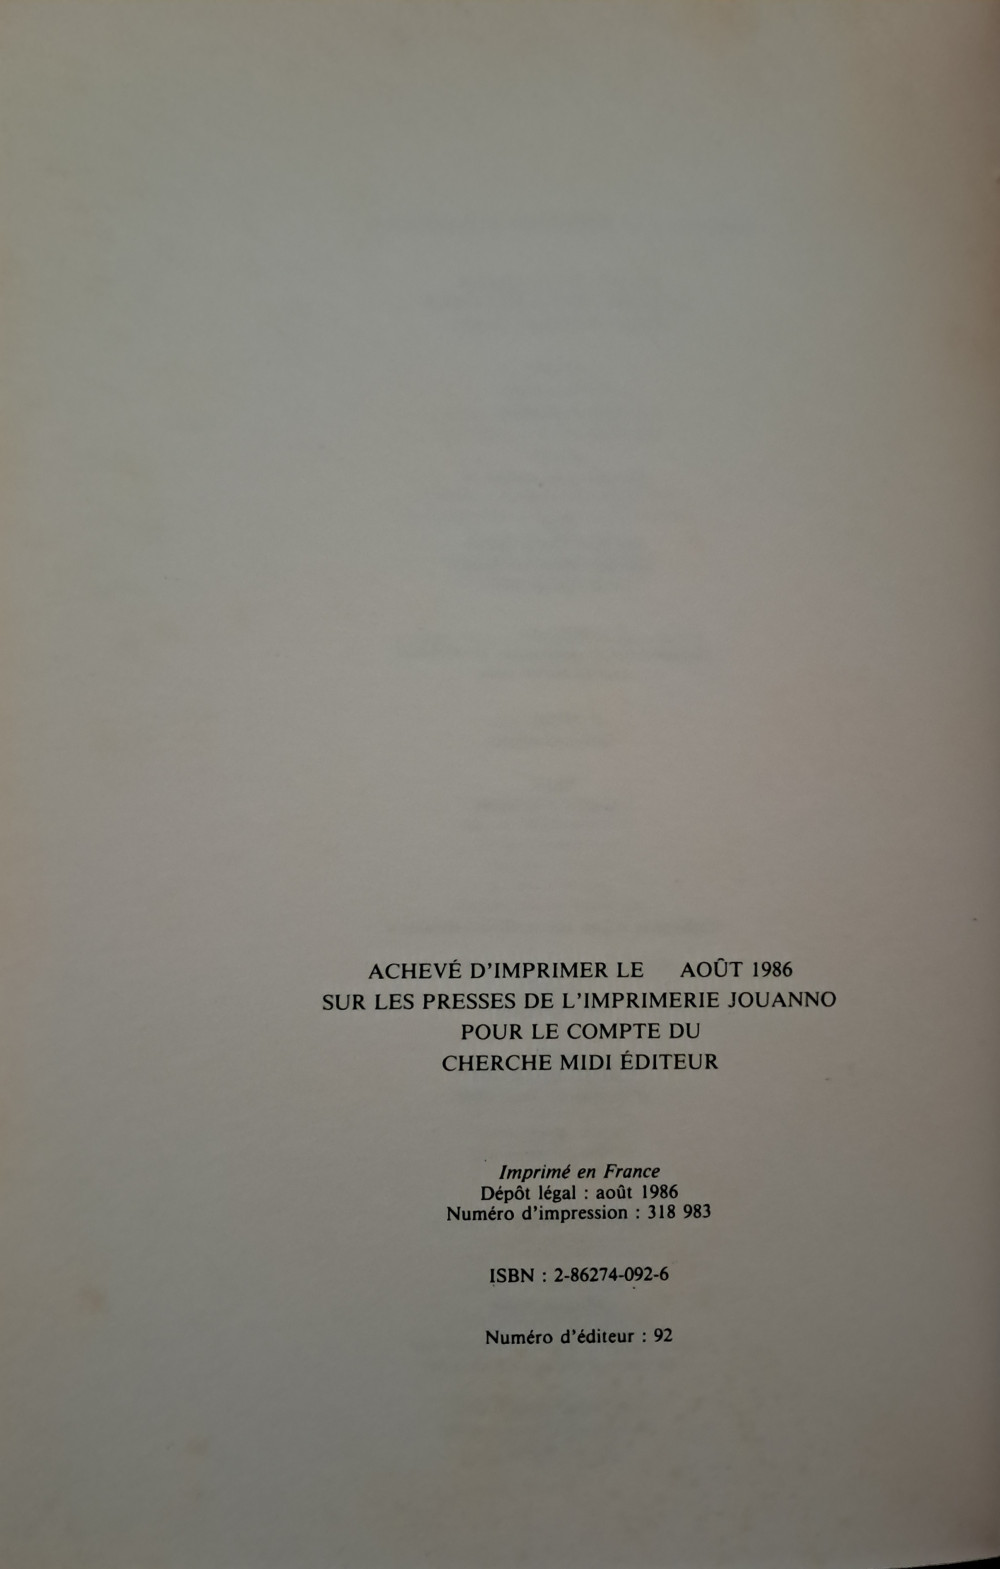 ACHEVÉ D'IMPRIMER LE AOÛT 1986
SUR LES PRESSES DE L'IMPRIMERIE JOUANNO
POUR LE COMPTE DU
CHERCHE MIDI ÉDITEUR
Imprimé en France
Dépôt légal : août 1986
Numéro d'impression : 318 983
ISBN : 2-86274-092-6
Numéro d'éditeur : 92